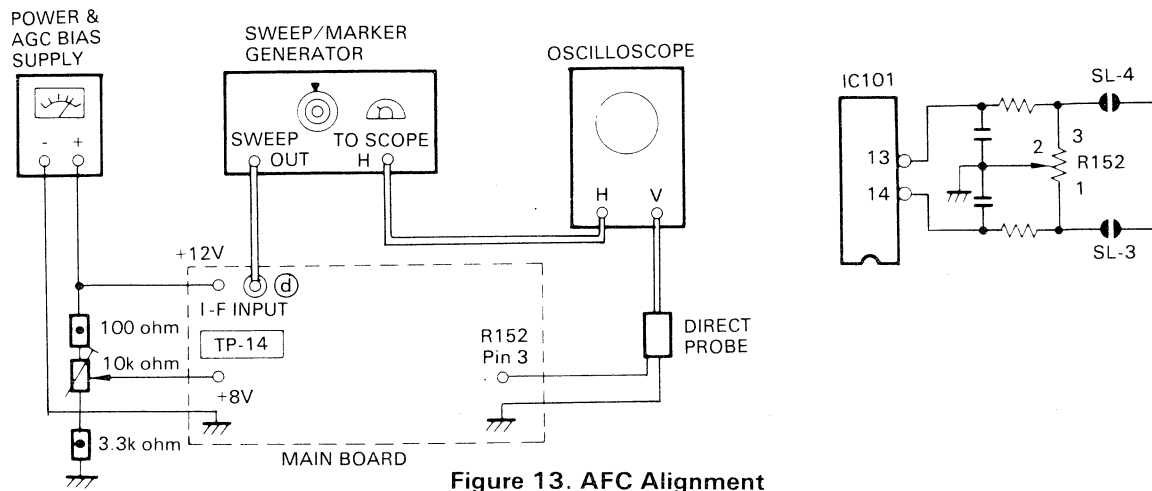 POWER &
AGC BIAS
SUPPLY
- +
SWEEP/MARKER
GENERATOR
SWEEP
OUT
TO SCOPE
H
OSCILLOSCOPE
H V
IC101
13
14
SL-4
3
2
R152
1
SL-3
+12V
d
I-F INPUT
100 ohm
TP-14
10k ohm
+8V
3.3k ohm
R152
Pin 3
DIRECT
PROBE
MAIN BOARD
Figure 13. AFC Alignment